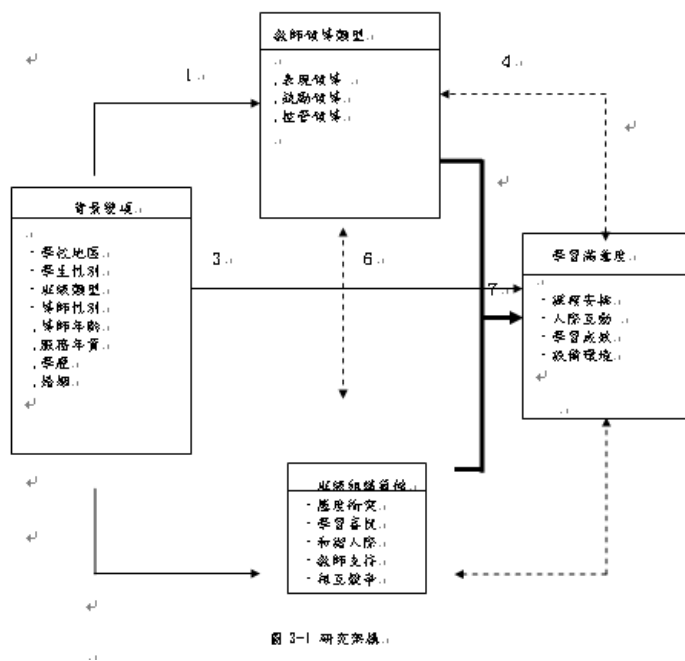 教師領導類型
表現領導
鼓勵領導
控管領導
1
4
背景變項
- 學校地區
- 學生性別
- 班級類型
- 導師性別
導師年齡
服務年資
學歷
婚姻
3
6
7
學習滿意度
- 課程安排
- 人際互動
- 學習成效
- 設備環境
班級組織氣候
- 態度衝突
- 學習喜悅
- 和諧人際
- 教師支持
- 相互競爭
圖 3-1 研究架構